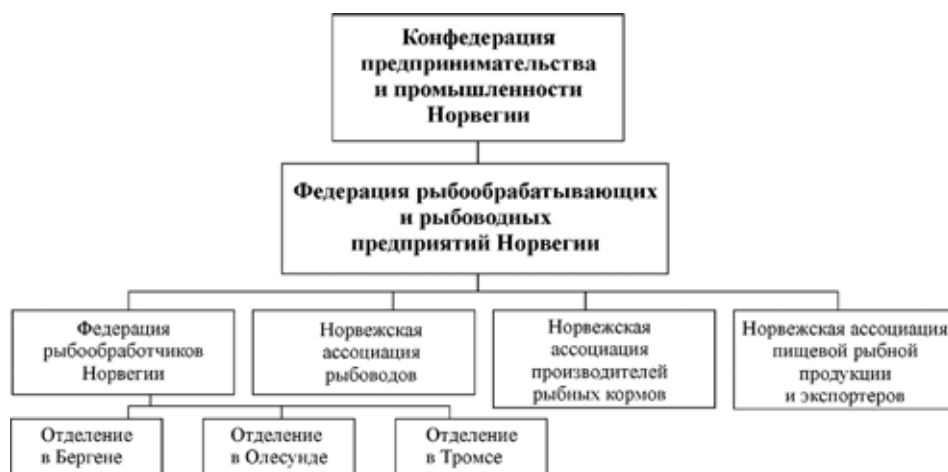 Конфедерация
предпринимательства
и промышленности
Норвегии
Федерация рыбообрабатывающих
и рыбоводных
предприятий Норвегии
Федерация
рыбообработчиков
Норвегии
Норвежская
ассоциация
рыбоводов
Норвежская
ассоциация
производителей
рыбных кормов
Норвежская ассоциация
пищевой рыбной
продукции
и экспортеров
Отделение
в Бергене
Отделение
в Олесунде
Отделение
в Тромсе